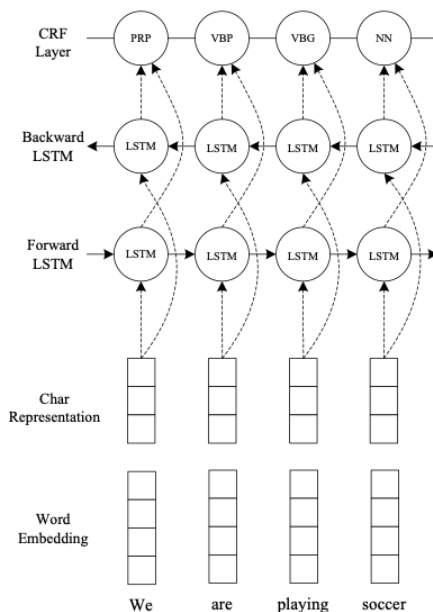 CRF
Layer
PRP VBP VBG NN
Backward
LSTM
LSTM LSTM LSTM LSTM
Forward
LSTM
LSTM LSTM LSTM LSTM
Char
Representation
Word
Embedding
We are playing soccer